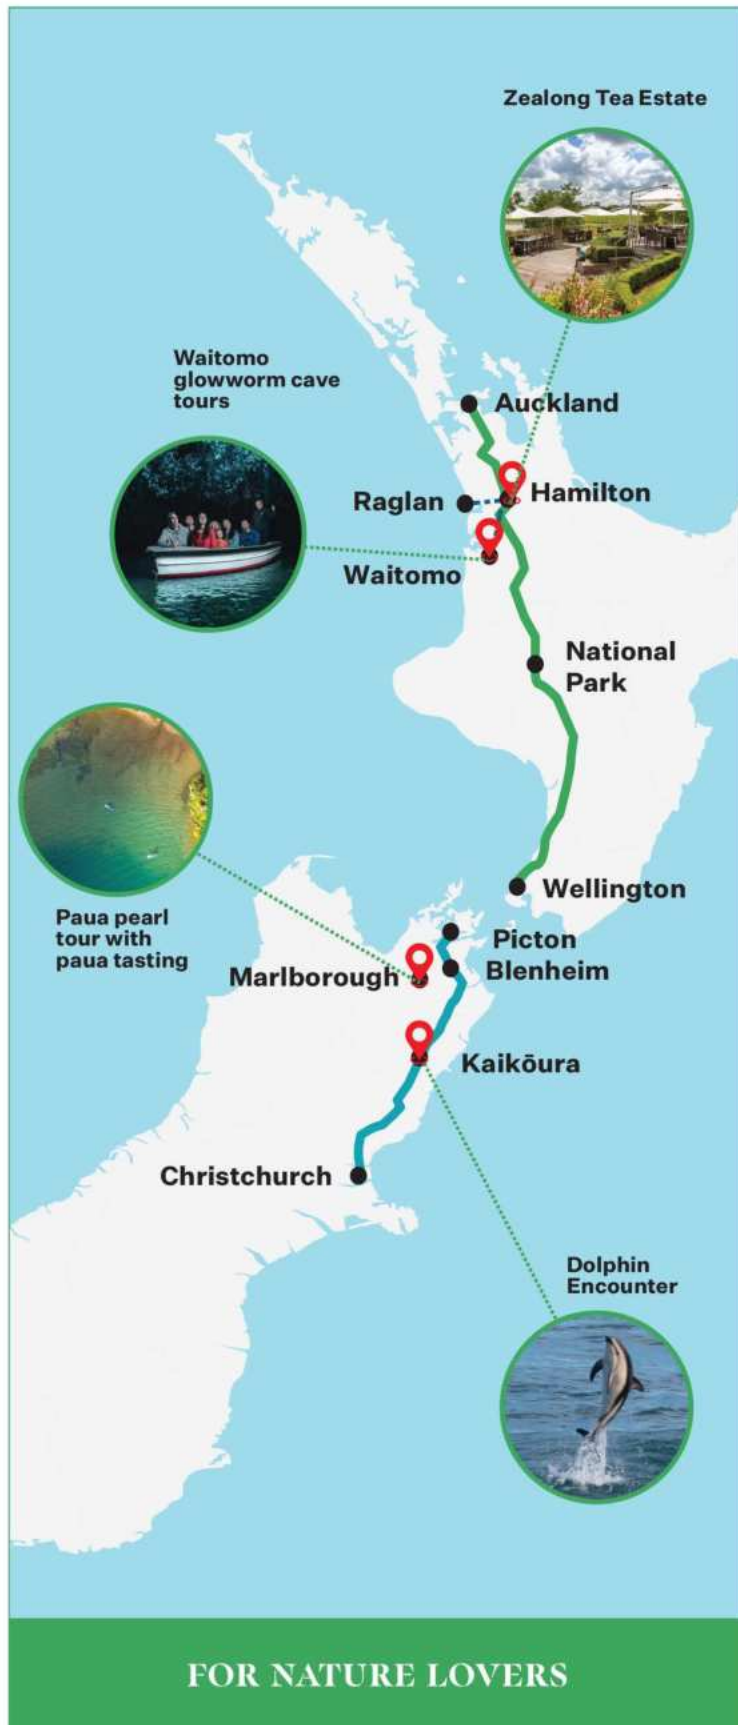 Zealong Tea Estate
Waitomo
glowworm cave
tours
Auckland
Raglan
Hamilton
Waitomo
National
Park
Wellington
Paua pearl
tour with
paua tasting
Picton
Marlborough
Blenheim
Kaikōura
Christchurch
Dolphin
Encounter
FOR NATURE LOVERS